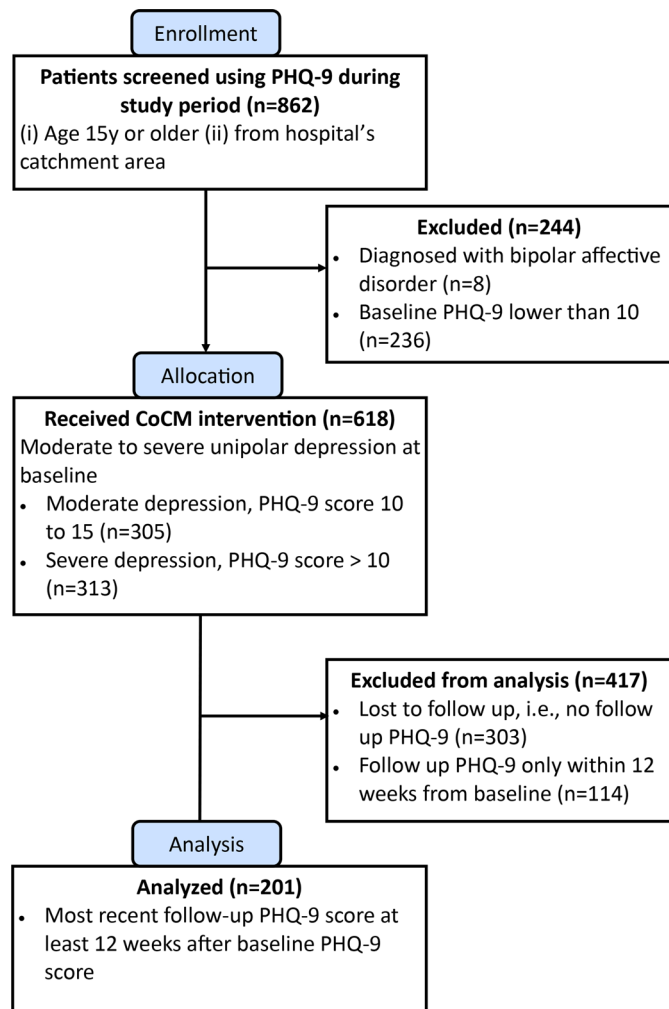 Enrollment
Patients screened using PHQ-9 during
study period (n=862)
(i) Age 15y or older (ii) from hospital’s
catchment area
Excluded (n=244)
• Diagnosed with bipolar affective
disorder (n=8)
• Baseline PHQ-9 lower than 10
(n=236)
Allocation
Received CoCM intervention (n=618)
Moderate to severe unipolar depression at
baseline
• Moderate depression, PHQ-9 score 10
to 15 (n=305)
• Severe depression, PHQ-9 score > 10
(n=313)
Excluded from analysis (n=417)
• Lost to follow up, i.e., no follow
up PHQ-9 (n=303)
• Follow up PHQ-9 only within 12
weeks from baseline (n=114)
Analysis
Analyzed (n=201)
• Most recent follow-up PHQ-9 score at
least 12 weeks after baseline PHQ-9
score